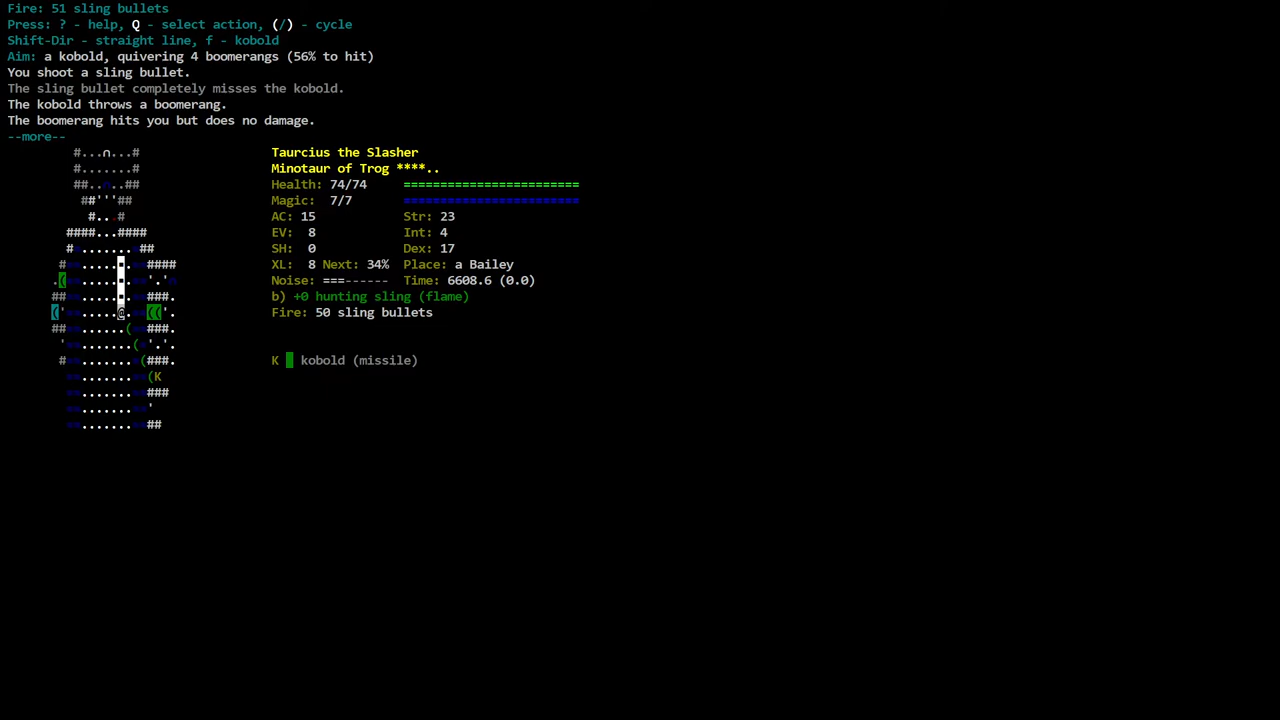 Fire: 51 sling bullets
Press: ? - help, Q - select action, (/) - cycle
Shift-Dir - straight line, f - kobold
Aim: a kobold, quivering 4 boomerangs (56% to hit)
You shoot a sling bullet.
The sling bullet completely misses the kobold.
The kobold throws a boomerang.
The boomerang hits you but does no damage.
--more--
Taurcius the Slasher
Minotaur of Trog ****..
Health: 74/74 ========================
Magic: 7/7 ========================
AC: 15 Str: 23
EV: 8 Int: 4
SH: 0 Dex: 17
XL: 8 Next: 34% Place: a Bailey
Noise: ===------ Time: 6608.6 (0.0)
b) +0 hunting sling (flame)
Fire: 50 sling bullets
K kobold (missile)